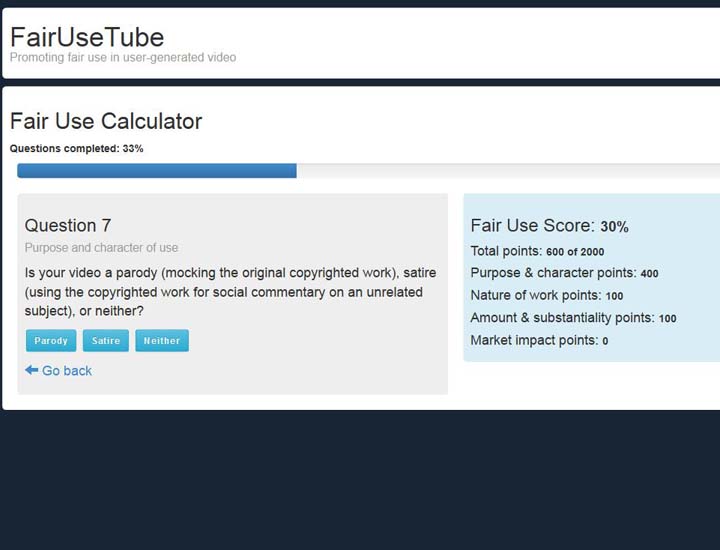 FairUseTube
Promoting fair use in user-generated video
Fair Use Calculator
Questions completed: 33%
Question 7
Purpose and character of use
Is your video a parody (mocking the original copyrighted work), satire
(using the copyrighted work for social commentary on an unrelated
subject), or neither?
Parody Satire Neither
Go back
Fair Use Score: 30%
Total points: 600 of 2000
Purpose & character points: 400
Nature of work points: 100
Amount & substantiality points: 100
Market impact points: 0